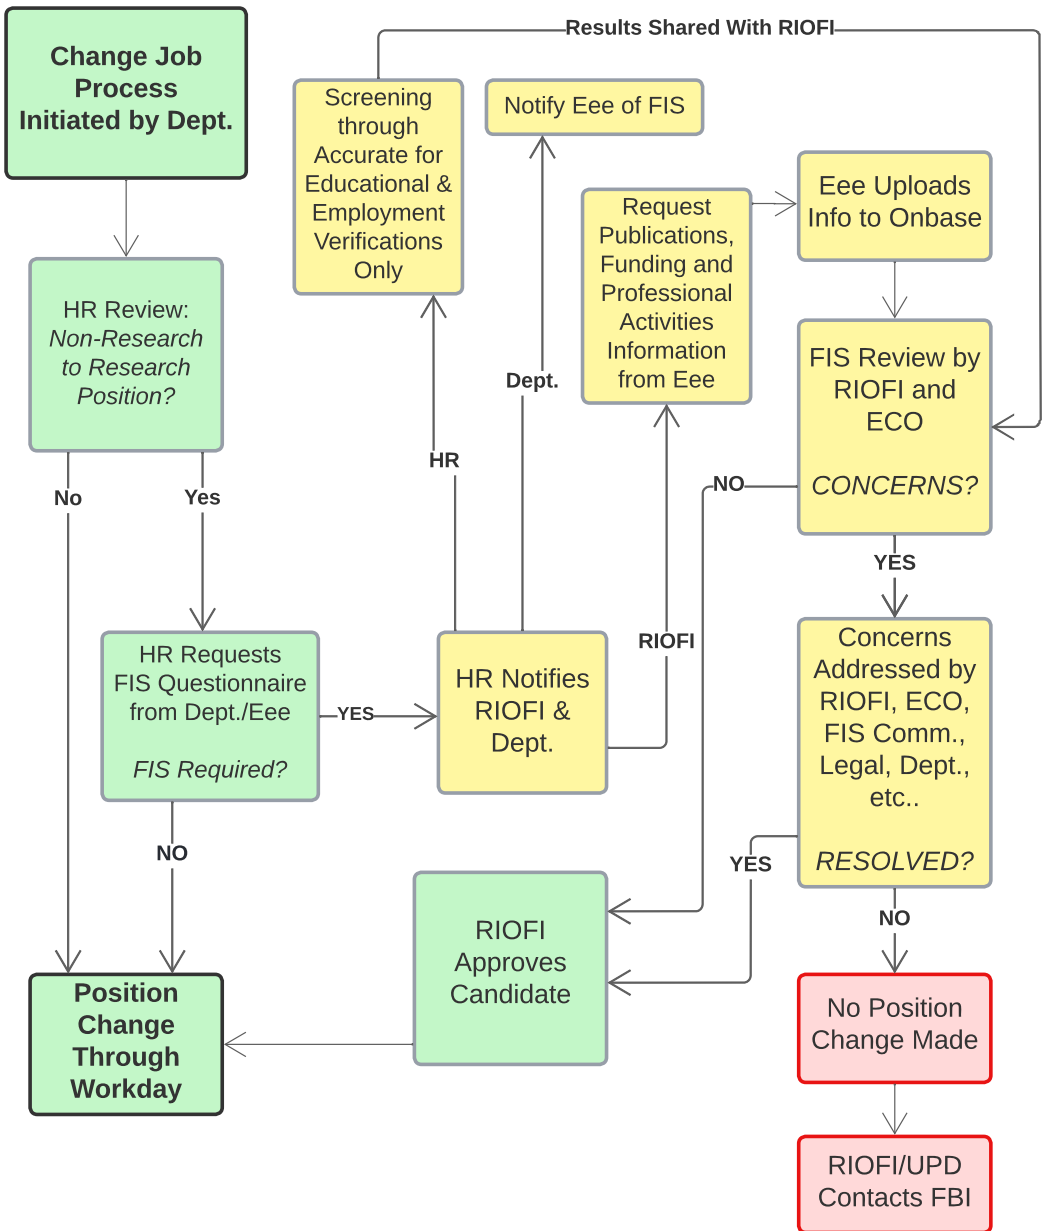 Results Shared With RIOFI
Change Job
Process
Initiated by Dept.
Screening
through
Accurate for
Educational &
Employment
Verifications
Only
Notify Eee of FIS
Request
Publications,
Funding and
Professional
Activities
Information
from Eee
Eee Uploads
Info to Onbase
HR Review:
Non-Research
to Research
Position?
FIS Review by
RIOFI and
ECO
CONCERNS?
Dept.
HR
No
Yes
NO
YES
HR Requests
FIS Questionnaire
from Dept./Eee
FIS Required?
YES
HR Notifies
RIOFI &
Dept.
RIOFI
Concerns
Addressed by
RIOFI, ECO,
FIS Comm.,
Legal, Dept.,
etc..
RESOLVED?
NO
YES
NO
RIOFI
Approves
Candidate
Position
Change
Through
Workday
No Position
Change Made
RIOFI/UPD
Contacts FBI